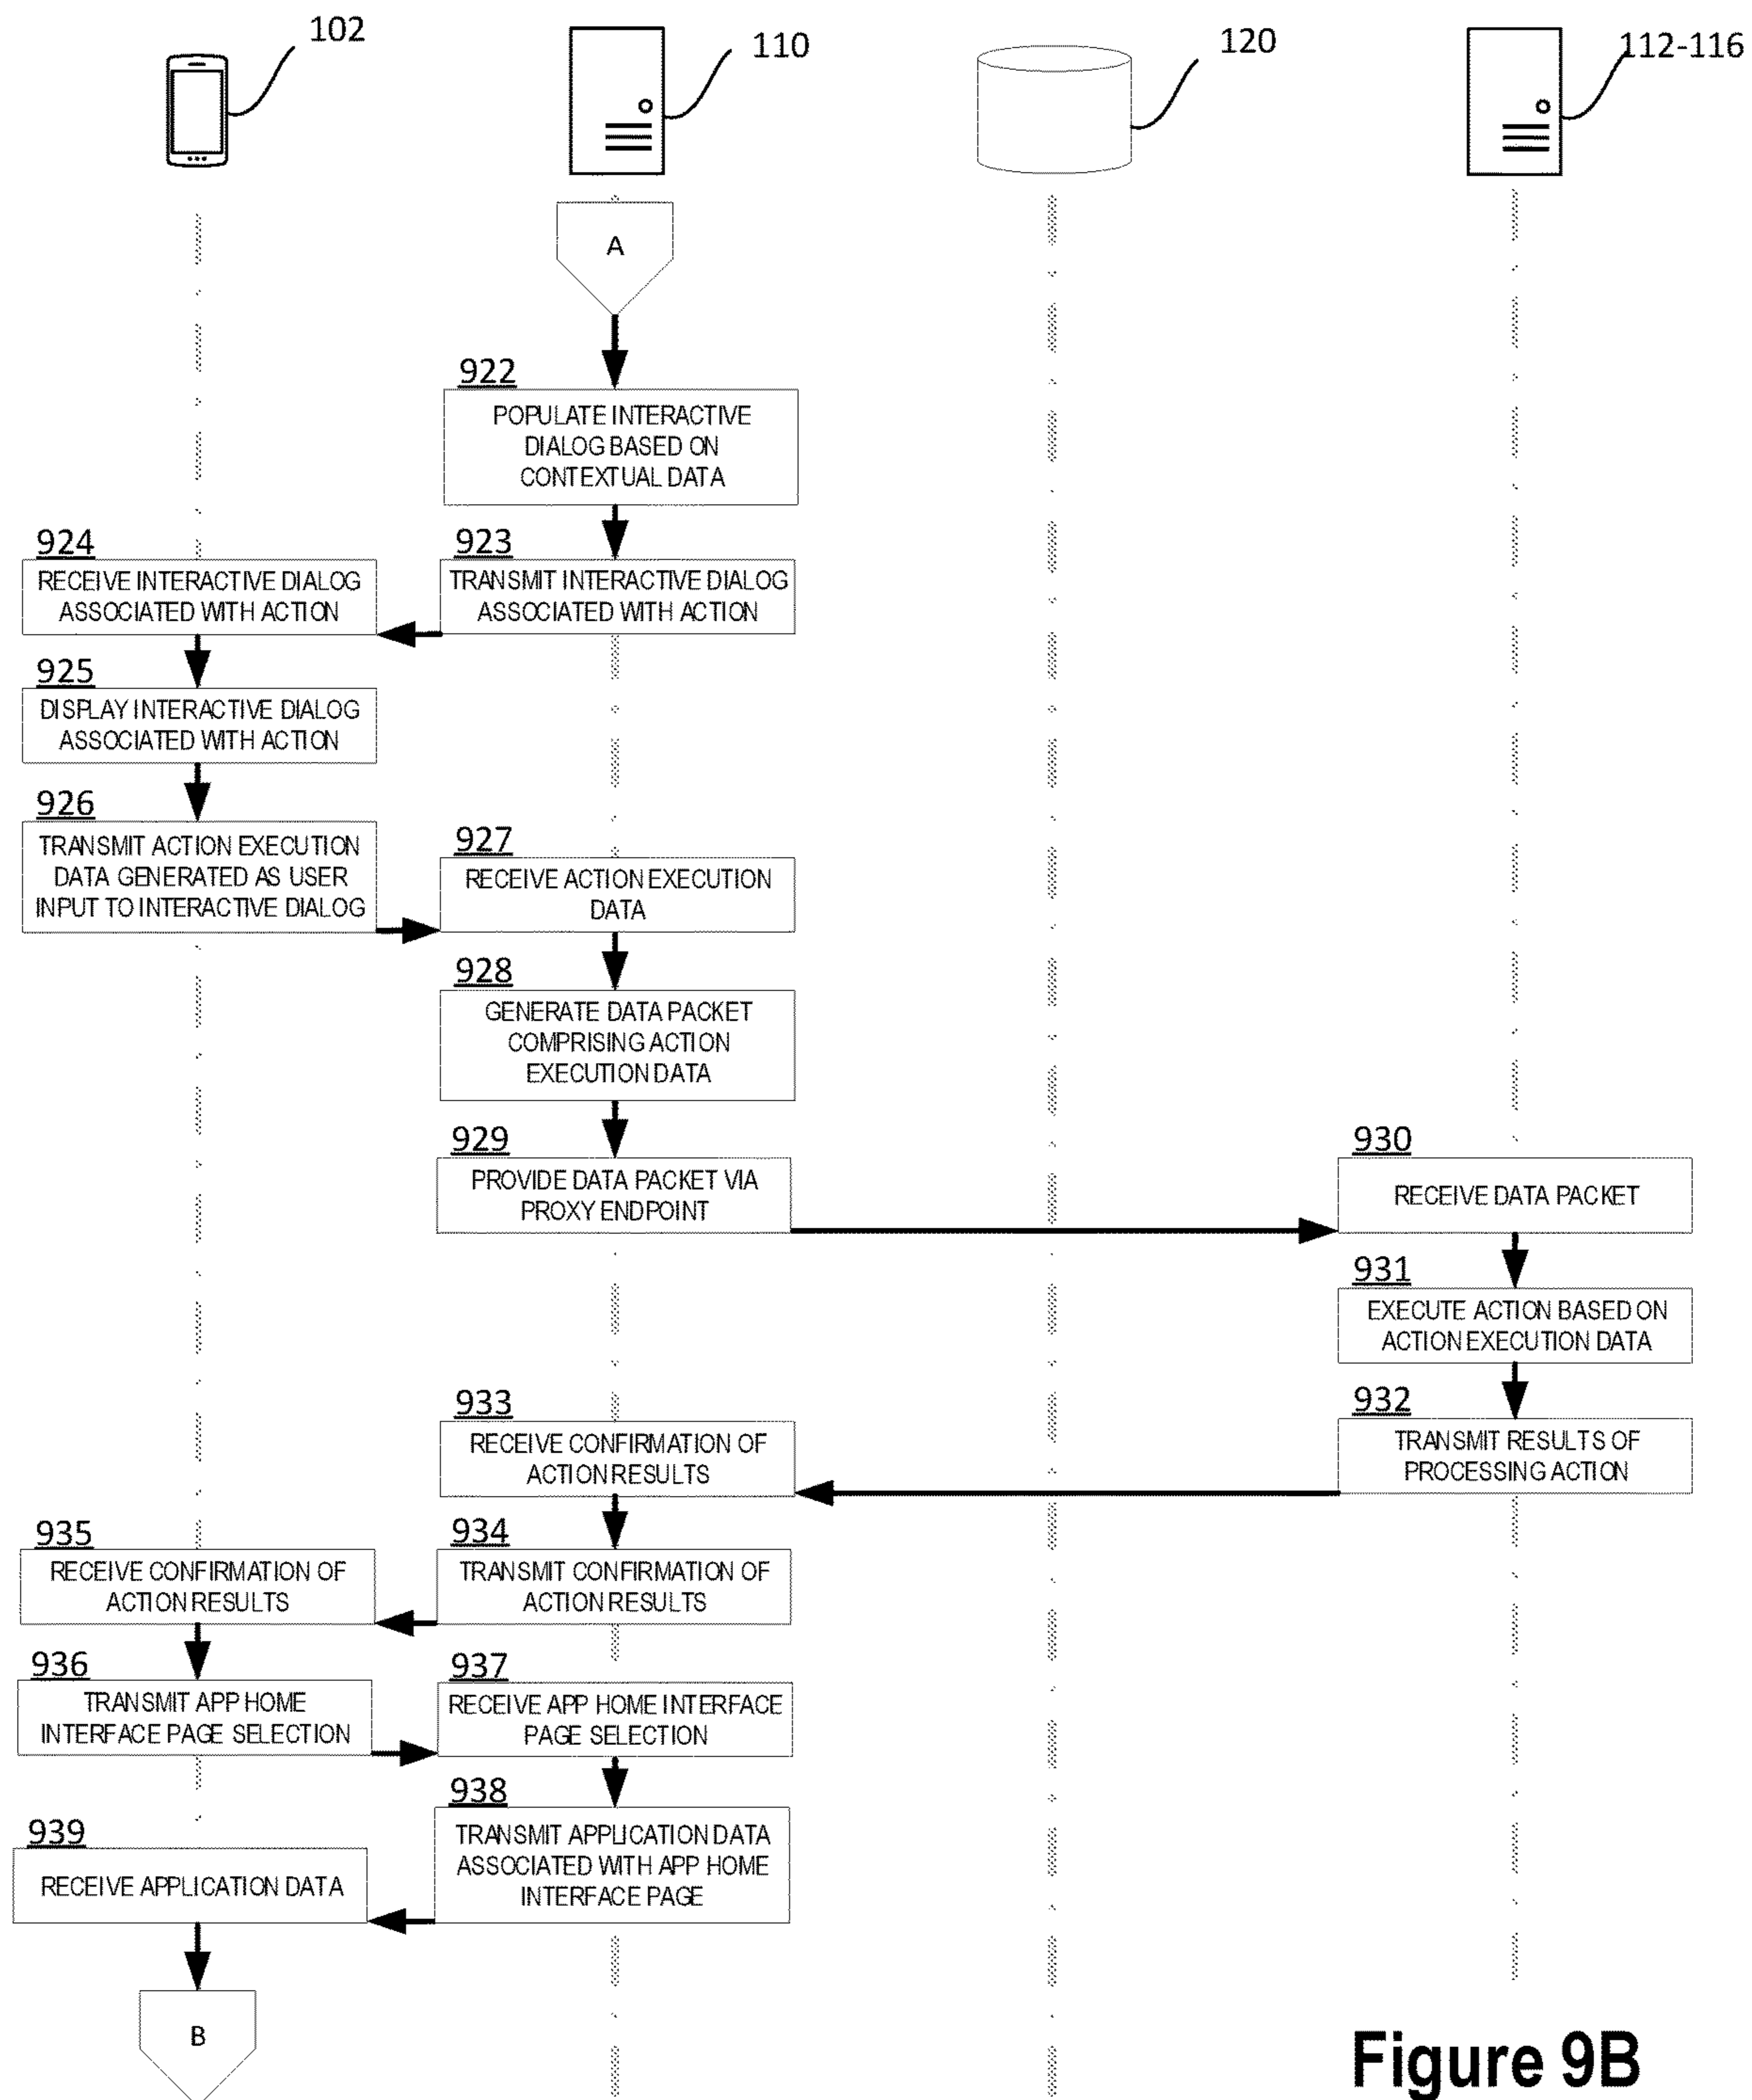 102
110
120
112-116
A
922
POPULATE INTERACTIVE
DIALOG BASED ON
CONTEXTUAL DATA
924
RECEIVE INTERACTIVE DIALOG
ASSOCIATED WITH ACTION
923
TRANSMIT INTERACTIVE DIALOG
ASSOCIATED WITH ACTION
925
DISPLAY INTERACTIVE DIALOG
ASSOCIATED WITH ACTION
926
TRANSMIT ACTION EXECUTION
DATA GENERATED AS USER
INPUT TO INTERACTIVE DIALOG
927
RECEIVE ACTION EXECUTION
DATA
928
GENERATE DATA PACKET
COMPRISING ACTION
EXECUTION DATA
929
PROVIDE DATA PACKET VIA
PROXY ENDPOINT
930
RECEIVE DATA PACKET
931
EXECUTE ACTION BASED ON
ACTION EXECUTION DATA
932
TRANSMIT RESULTS OF
PROCESSING ACTION
933
RECEIVE CONFIRMATION OF
ACTION RESULTS
935
RECEIVE CONFIRMATION OF
ACTION RESULTS
934
TRANSMIT CONFIRMATION OF
ACTION RESULTS
936
TRANSMIT APP HOME
INTERFACE PAGE SELECTION
937
RECEIVE APP HOME INTERFACE
PAGE SELECTION
938
TRANSMIT APPLICATION DATA
ASSOCIATED WITH APP HOME
INTERFACE PAGE
939
RECEIVE APPLICATION DATA
B
Figure 9B